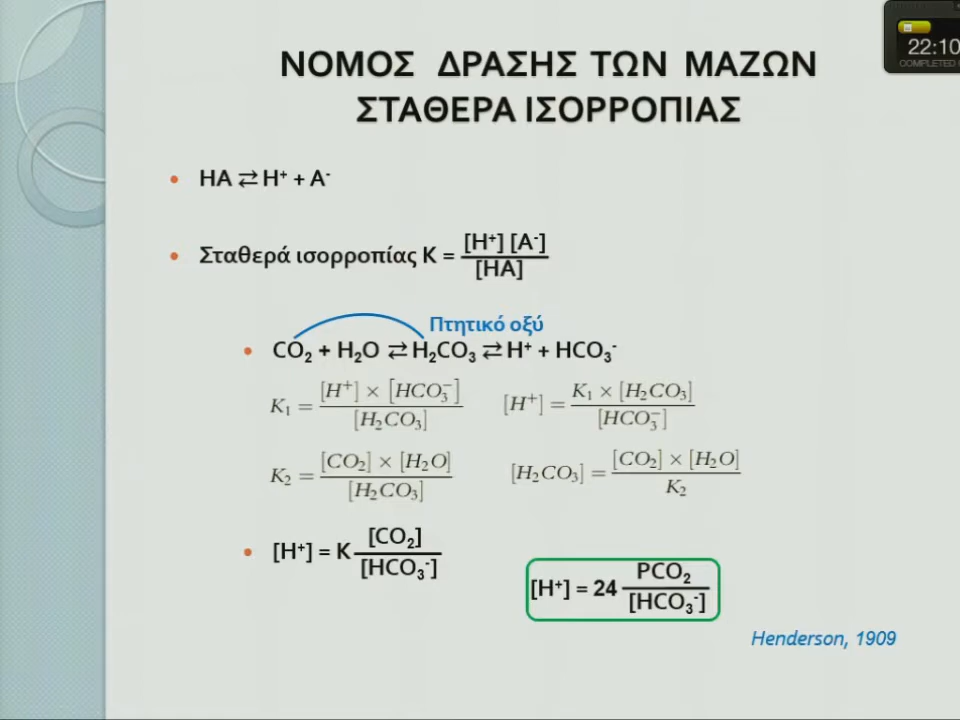 ΝΟΜΟΣ ΔΡΑΣΗΣ ΤΩΝ ΜΑΖΩΝ
ΣΤΑΘΕΡΑ ΙΣΟΡΡΟΠΙΑΣ
22:10
COMPLETED
• HA ⇄ H⁺ + A⁻
• Σταθερά ισορροπίας K = [H⁺] [A⁻] / [HA]
Πτητικό οξύ
• CO₂ + H₂O ⇄ H₂CO₃ ⇄ H⁺ + HCO₃⁻
K₁ = [H⁺] × [HCO₃⁻] / [H₂CO₃]   [H⁺] = K₁ × [H₂CO₃] / [HCO₃⁻]
K₂ = [CO₂] × [H₂O] / [H₂CO₃]   [H₂CO₃] = [CO₂] × [H₂O] / K₂
• [H⁺] = K [CO₂] / [HCO₃⁻]
[H⁺] = 24 PCO₂ / [HCO₃⁻]
Henderson, 1909